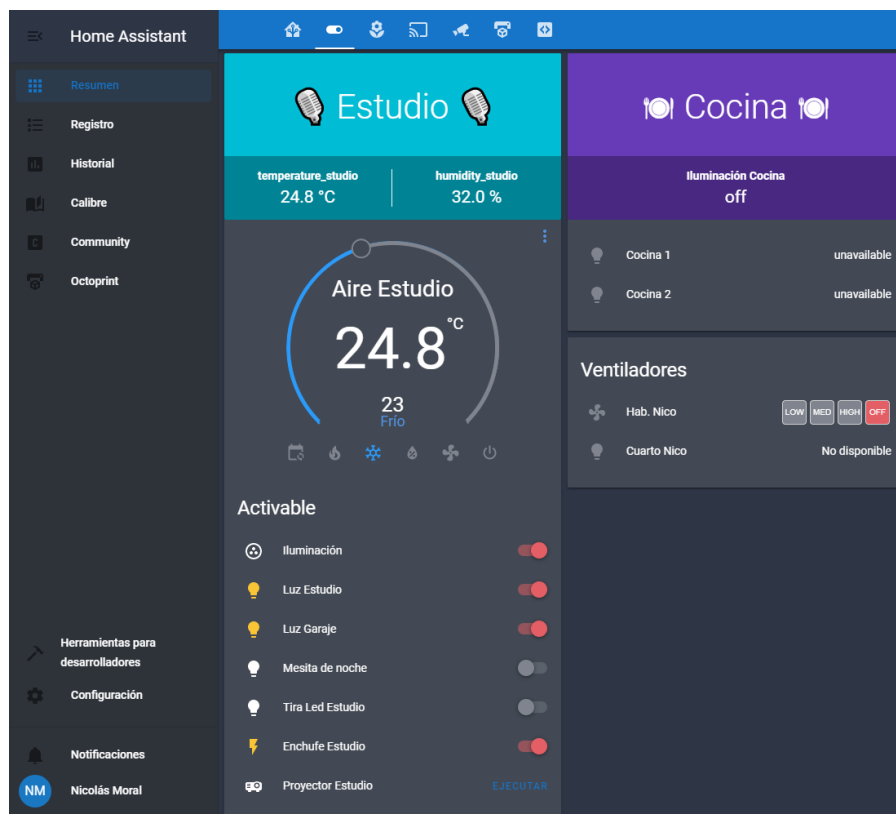 Home Assistant
Resumen
Registro
Historial
Calibre
C
Community
Octoprint
Herramientas para
desarrolladores
Configuración
Notificaciones
NM
Nicolás Moral
Estudio
temperature_studio
24.8 °C
humidity_studio
32.0 %
Aire Estudio
24.8 °C
23
Frío
Activable
Iluminación
Luz Estudio
Luz Garaje
Mesita de noche
Tira Led Estudio
Enchufe Estudio
Proyector Estudio EJECUTAR
Cocina
Iluminación Cocina
off
Cocina 1 unavailable
Cocina 2 unavailable
Ventiladores
Hab. Nico LOW MED HIGH OFF
Cuarto Nico No disponible